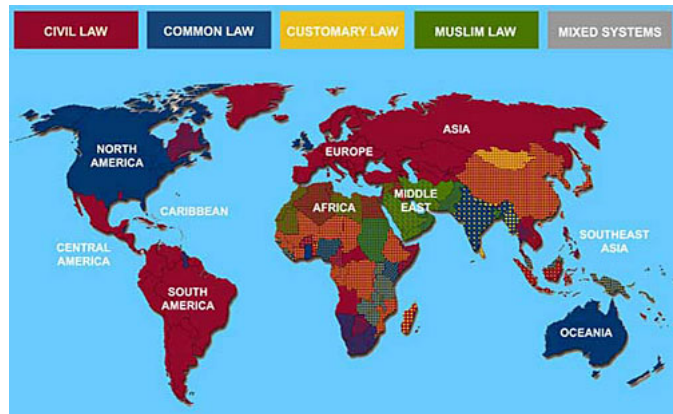 CIVIL LAW
COMMON LAW
CUSTOMARY LAW
MUSLIM LAW
MIXED SYSTEMS
NORTH
AMERICA
ASIA
EUROPE
CARIBBEAN
AFRICA
MIDDLE
EAST
CENTRAL
AMERICA
SOUTHEAST
ASIA
SOUTH
AMERICA
OCEANIA